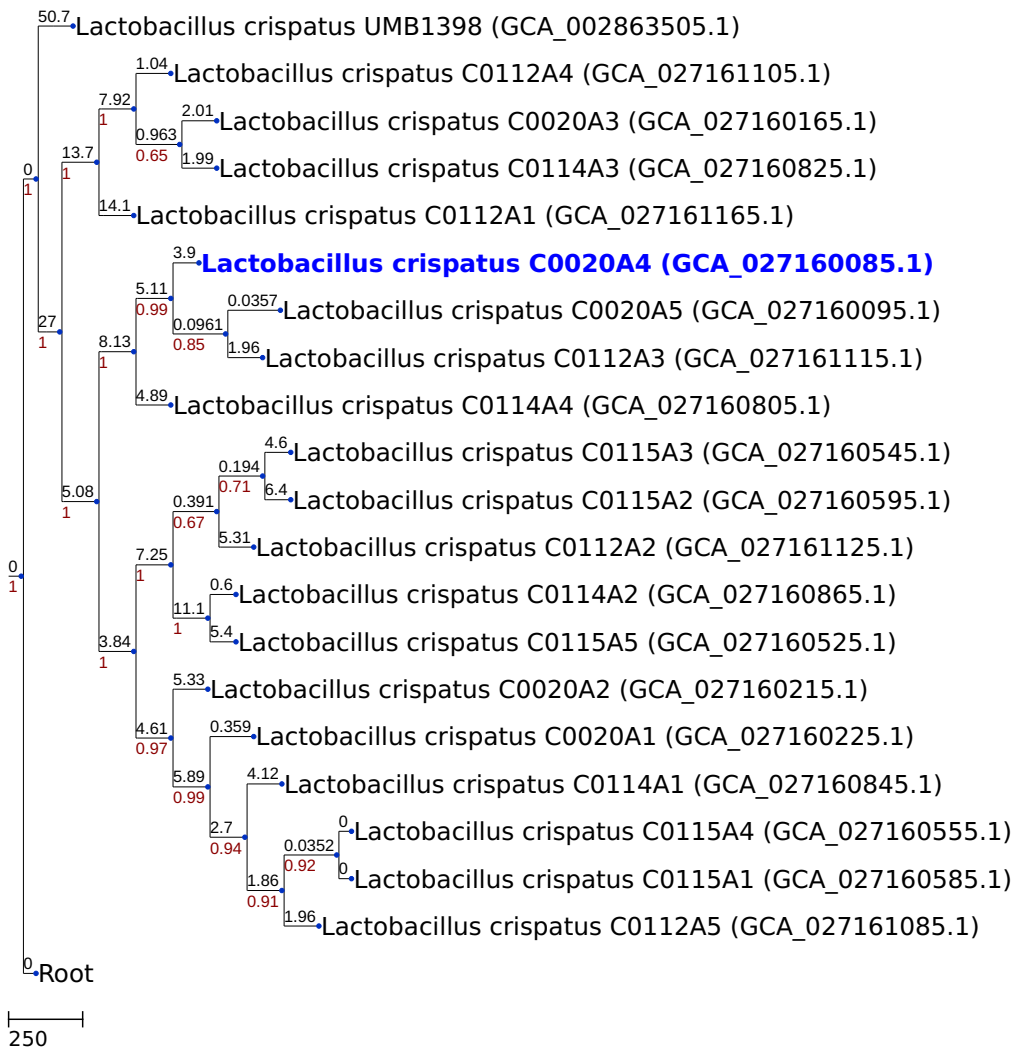 50.7
Lactobacillus crispatus UMB1398 (GCA_002863505.1)
1.04
Lactobacillus crispatus C0112A4 (GCA_027161105.1)
7.92
1
2.01
Lactobacillus crispatus C0020A3 (GCA_027160165.1)
0.963
0.65
1.99
Lactobacillus crispatus C0114A3 (GCA_027160825.1)
13.7
1
0
1
14.1
Lactobacillus crispatus C0112A1 (GCA_027161165.1)
3.9
Lactobacillus crispatus C0020A4 (GCA_027160085.1)
5.11
0.99
0.0357
Lactobacillus crispatus C0020A5 (GCA_027160095.1)
0.0961
0.85
27
1
8.13
1
1.96
Lactobacillus crispatus C0112A3 (GCA_027161115.1)
4.89
Lactobacillus crispatus C0114A4 (GCA_027160805.1)
4.6
Lactobacillus crispatus C0115A3 (GCA_027160545.1)
0.194
0.71
6.4
Lactobacillus crispatus C0115A2 (GCA_027160595.1)
5.08
1
0.391
0.67
5.31
Lactobacillus crispatus C0112A2 (GCA_027161125.1)
7.25
1
0
1
0.6
Lactobacillus crispatus C0114A2 (GCA_027160865.1)
11.1
1
5.4
Lactobacillus crispatus C0115A5 (GCA_027160525.1)
3.84
1
5.33
Lactobacillus crispatus C0020A2 (GCA_027160215.1)
4.61
0.97
0.359
Lactobacillus crispatus C0020A1 (GCA_027160225.1)
5.89
0.99
4.12
Lactobacillus crispatus C0114A1 (GCA_027160845.1)
2.7
0.94
0
Lactobacillus crispatus C0115A4 (GCA_027160555.1)
0.0352
0.92
0
Lactobacillus crispatus C0115A1 (GCA_027160585.1)
1.86
0.91
1.96
Lactobacillus crispatus C0112A5 (GCA_027161085.1)
0
Root
250